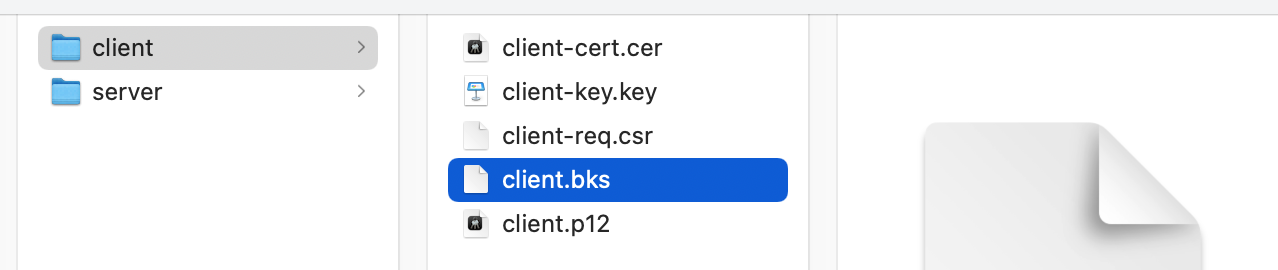 client
server
client-cert.cer
client-key.key
client-req.csr
client.bks
client.p12